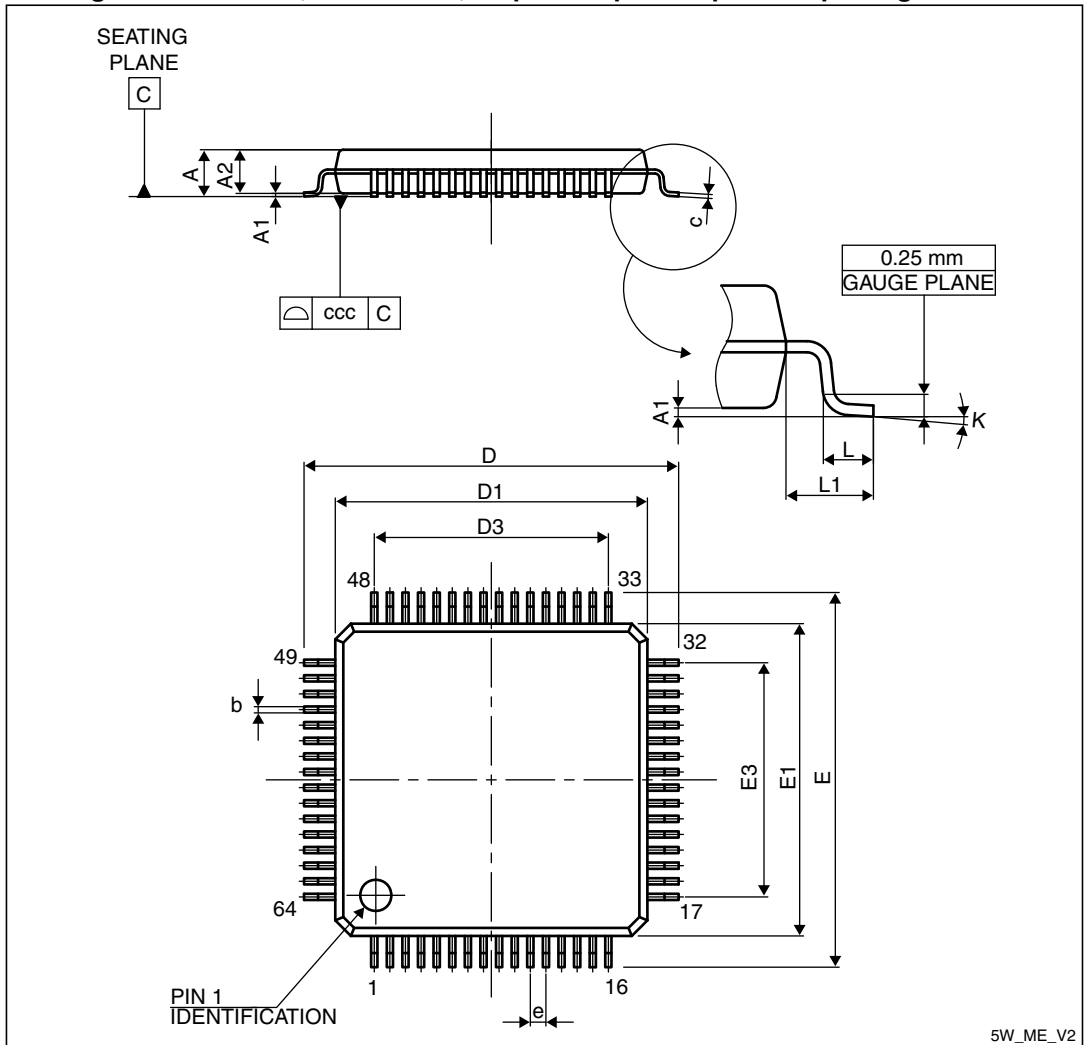 SEATING
PLANE
C
A
A2
A1
c
ccc C
0.25 mm
GAUGE PLANE
A1
K
L
L1
D
D1
D3
48
33
49
32
b
E3
E1
E
64
17
PIN 1
IDENTIFICATION
1
16
e
5W_ME_V2